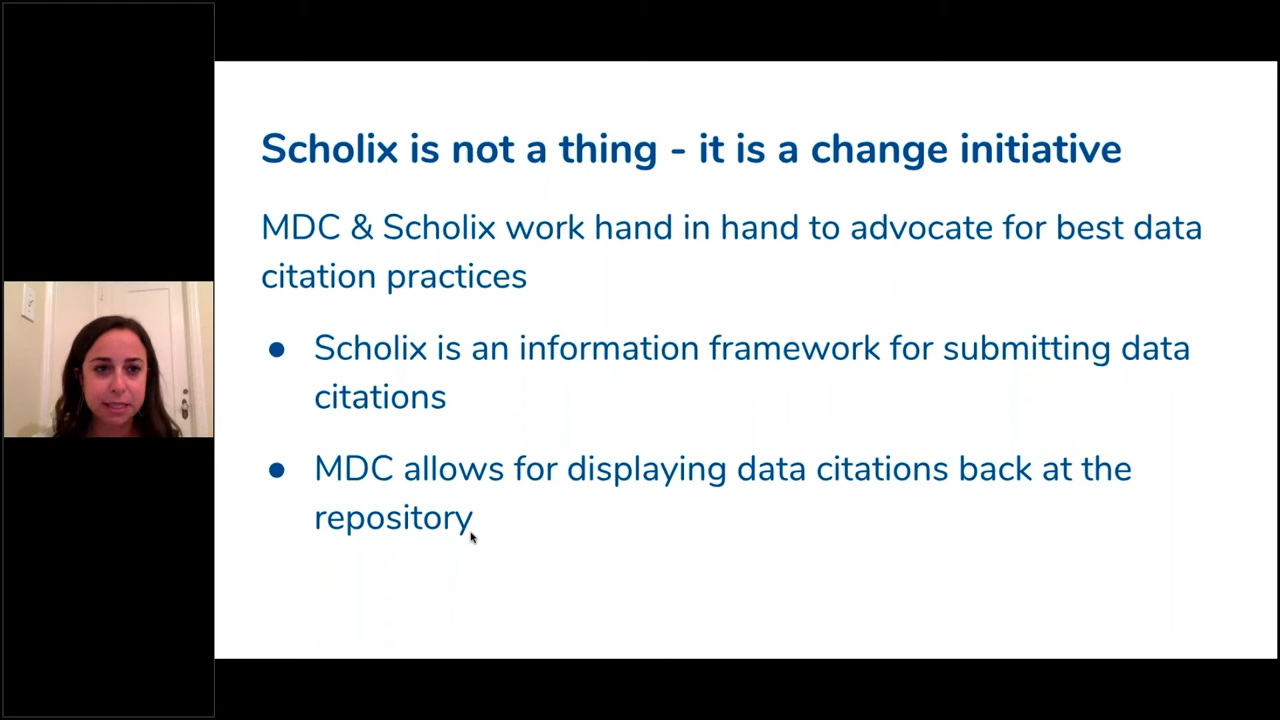 Scholix is not a thing - it is a change initiative
MDC & Scholix work hand in hand to advocate for best data
citation practices
● Scholix is an information framework for submitting data
citations
● MDC allows for displaying data citations back at the
repository